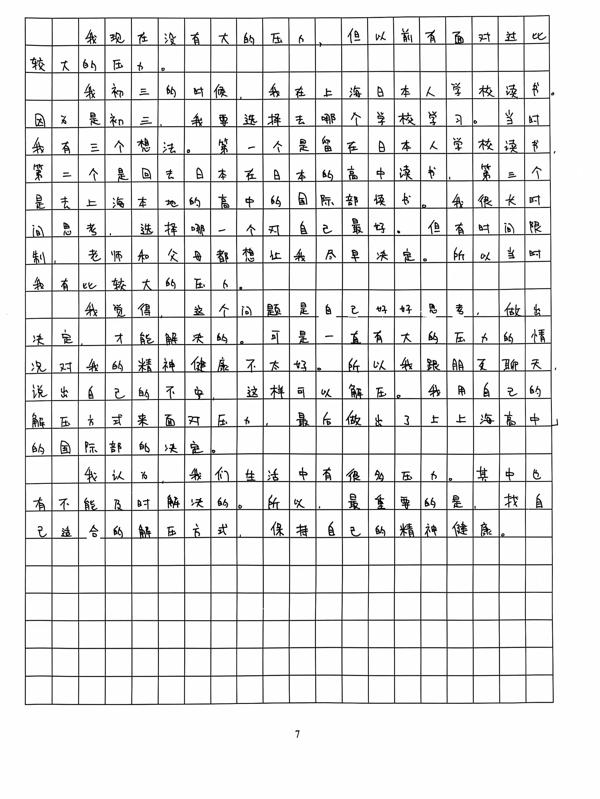 我现在没有大的压力，但以前有面对过比
较大的压力。
我初三的时候，我在上海日本人学校读书。
因为是初三，我要选择去哪个学校学习。当时
我有三个想法。第一个是留在日本人学校读书，
第二个是回去日本在日本的高中读书，第三个
是去上海本地的高中的国际部读书。我很长时
间思考，选择哪一个对自己最好。但有时间限
制，老师和父母都想让我尽早决定。所以当时
我有比较大的压力。
我觉得，这个问题是自己好好思考，做出
决定，才能解决的。可是一直有大的压力的情
况对我的精神健康不太好。所以我跟朋友聊天，
说出自己的不安，这样可以解压。我用自己的
解压方式来面对压力，最后做出了上上海高中
的国际部的决定。
我认为，我们生活中有很多压力。其中也
有不能及时解决的。所以，最重要的是，找自
己适合的解压方式，保持自己的精神健康。
7